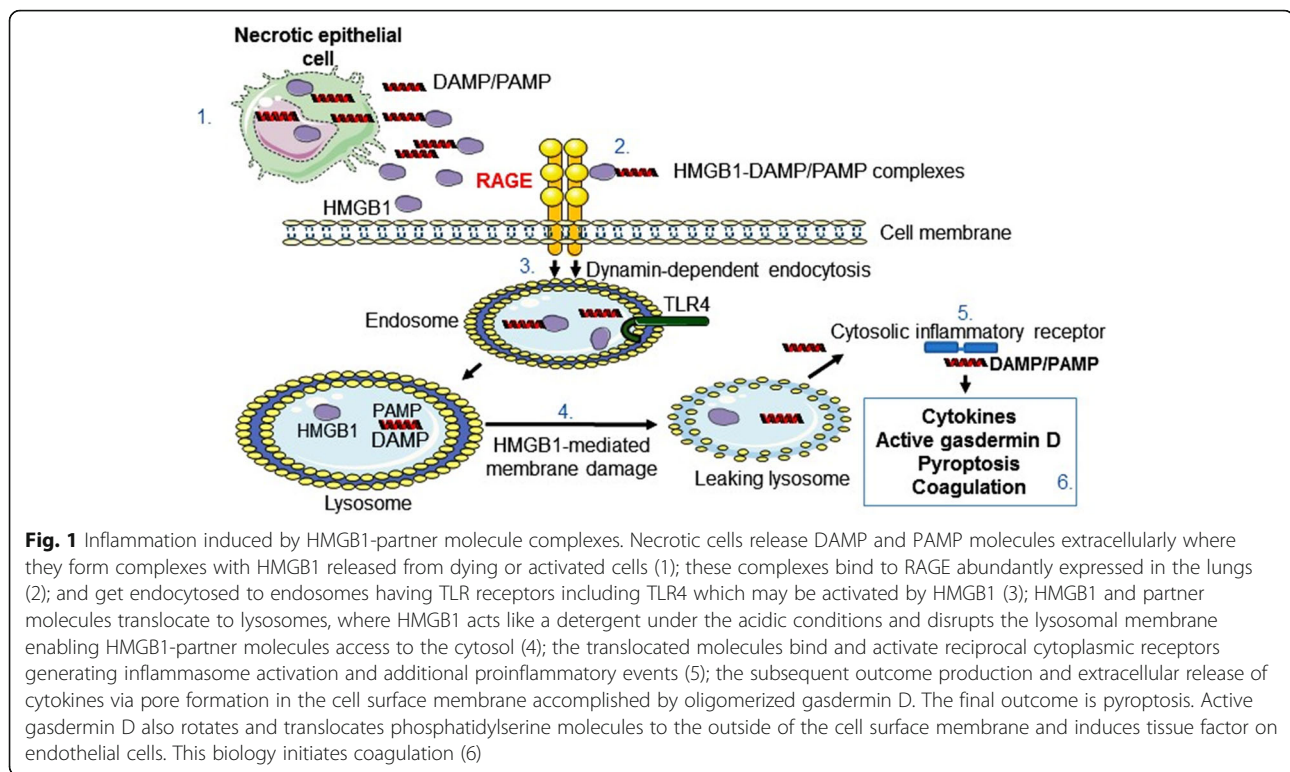 Necrotic epithelial
cell
DAMP/PAMP
1.
2.
RAGE
HMGB1-DAMP/PAMP complexes
HMGB1
Cell membrane
3.
Dynamin-dependent endocytosis
TLR4
Endosome
5.
Cytosolic inflammatory receptor
DAMP/PAMP
PAMP
HMGB1
DAMP
4.
HMGB1-mediated
membrane damage
Lysosome
Leaking lysosome
Cytokines
Active gasdermin D
Pyroptosis
Coagulation
6.
Fig. 1 Inflammation induced by HMGB1-partner molecule complexes. Necrotic cells release DAMP and PAMP molecules extracellularly where
they form complexes with HMGB1 released from dying or activated cells (1); these complexes bind to RAGE abundantly expressed in the lungs
(2); and get endocytosed to endosomes having TLR receptors including TLR4 which may be activated by HMGB1 (3); HMGB1 and partner
molecules translocate to lysosomes, where HMGB1 acts like a detergent under the acidic conditions and disrupts the lysosomal membrane
enabling HMGB1-partner molecules access to the cytosol (4); the translocated molecules bind and activate reciprocal cytoplasmic receptors
generating inflammasome activation and additional proinflammatory events (5); the subsequent outcome production and extracellular release of
cytokines via pore formation in the cell surface membrane accomplished by oligomerized gasdermin D. The final outcome is pyroptosis. Active
gasdermin D also rotates and translocates phosphatidylserine molecules to the outside of the cell surface membrane and induces tissue factor on
endothelial cells. This biology initiates coagulation (6)